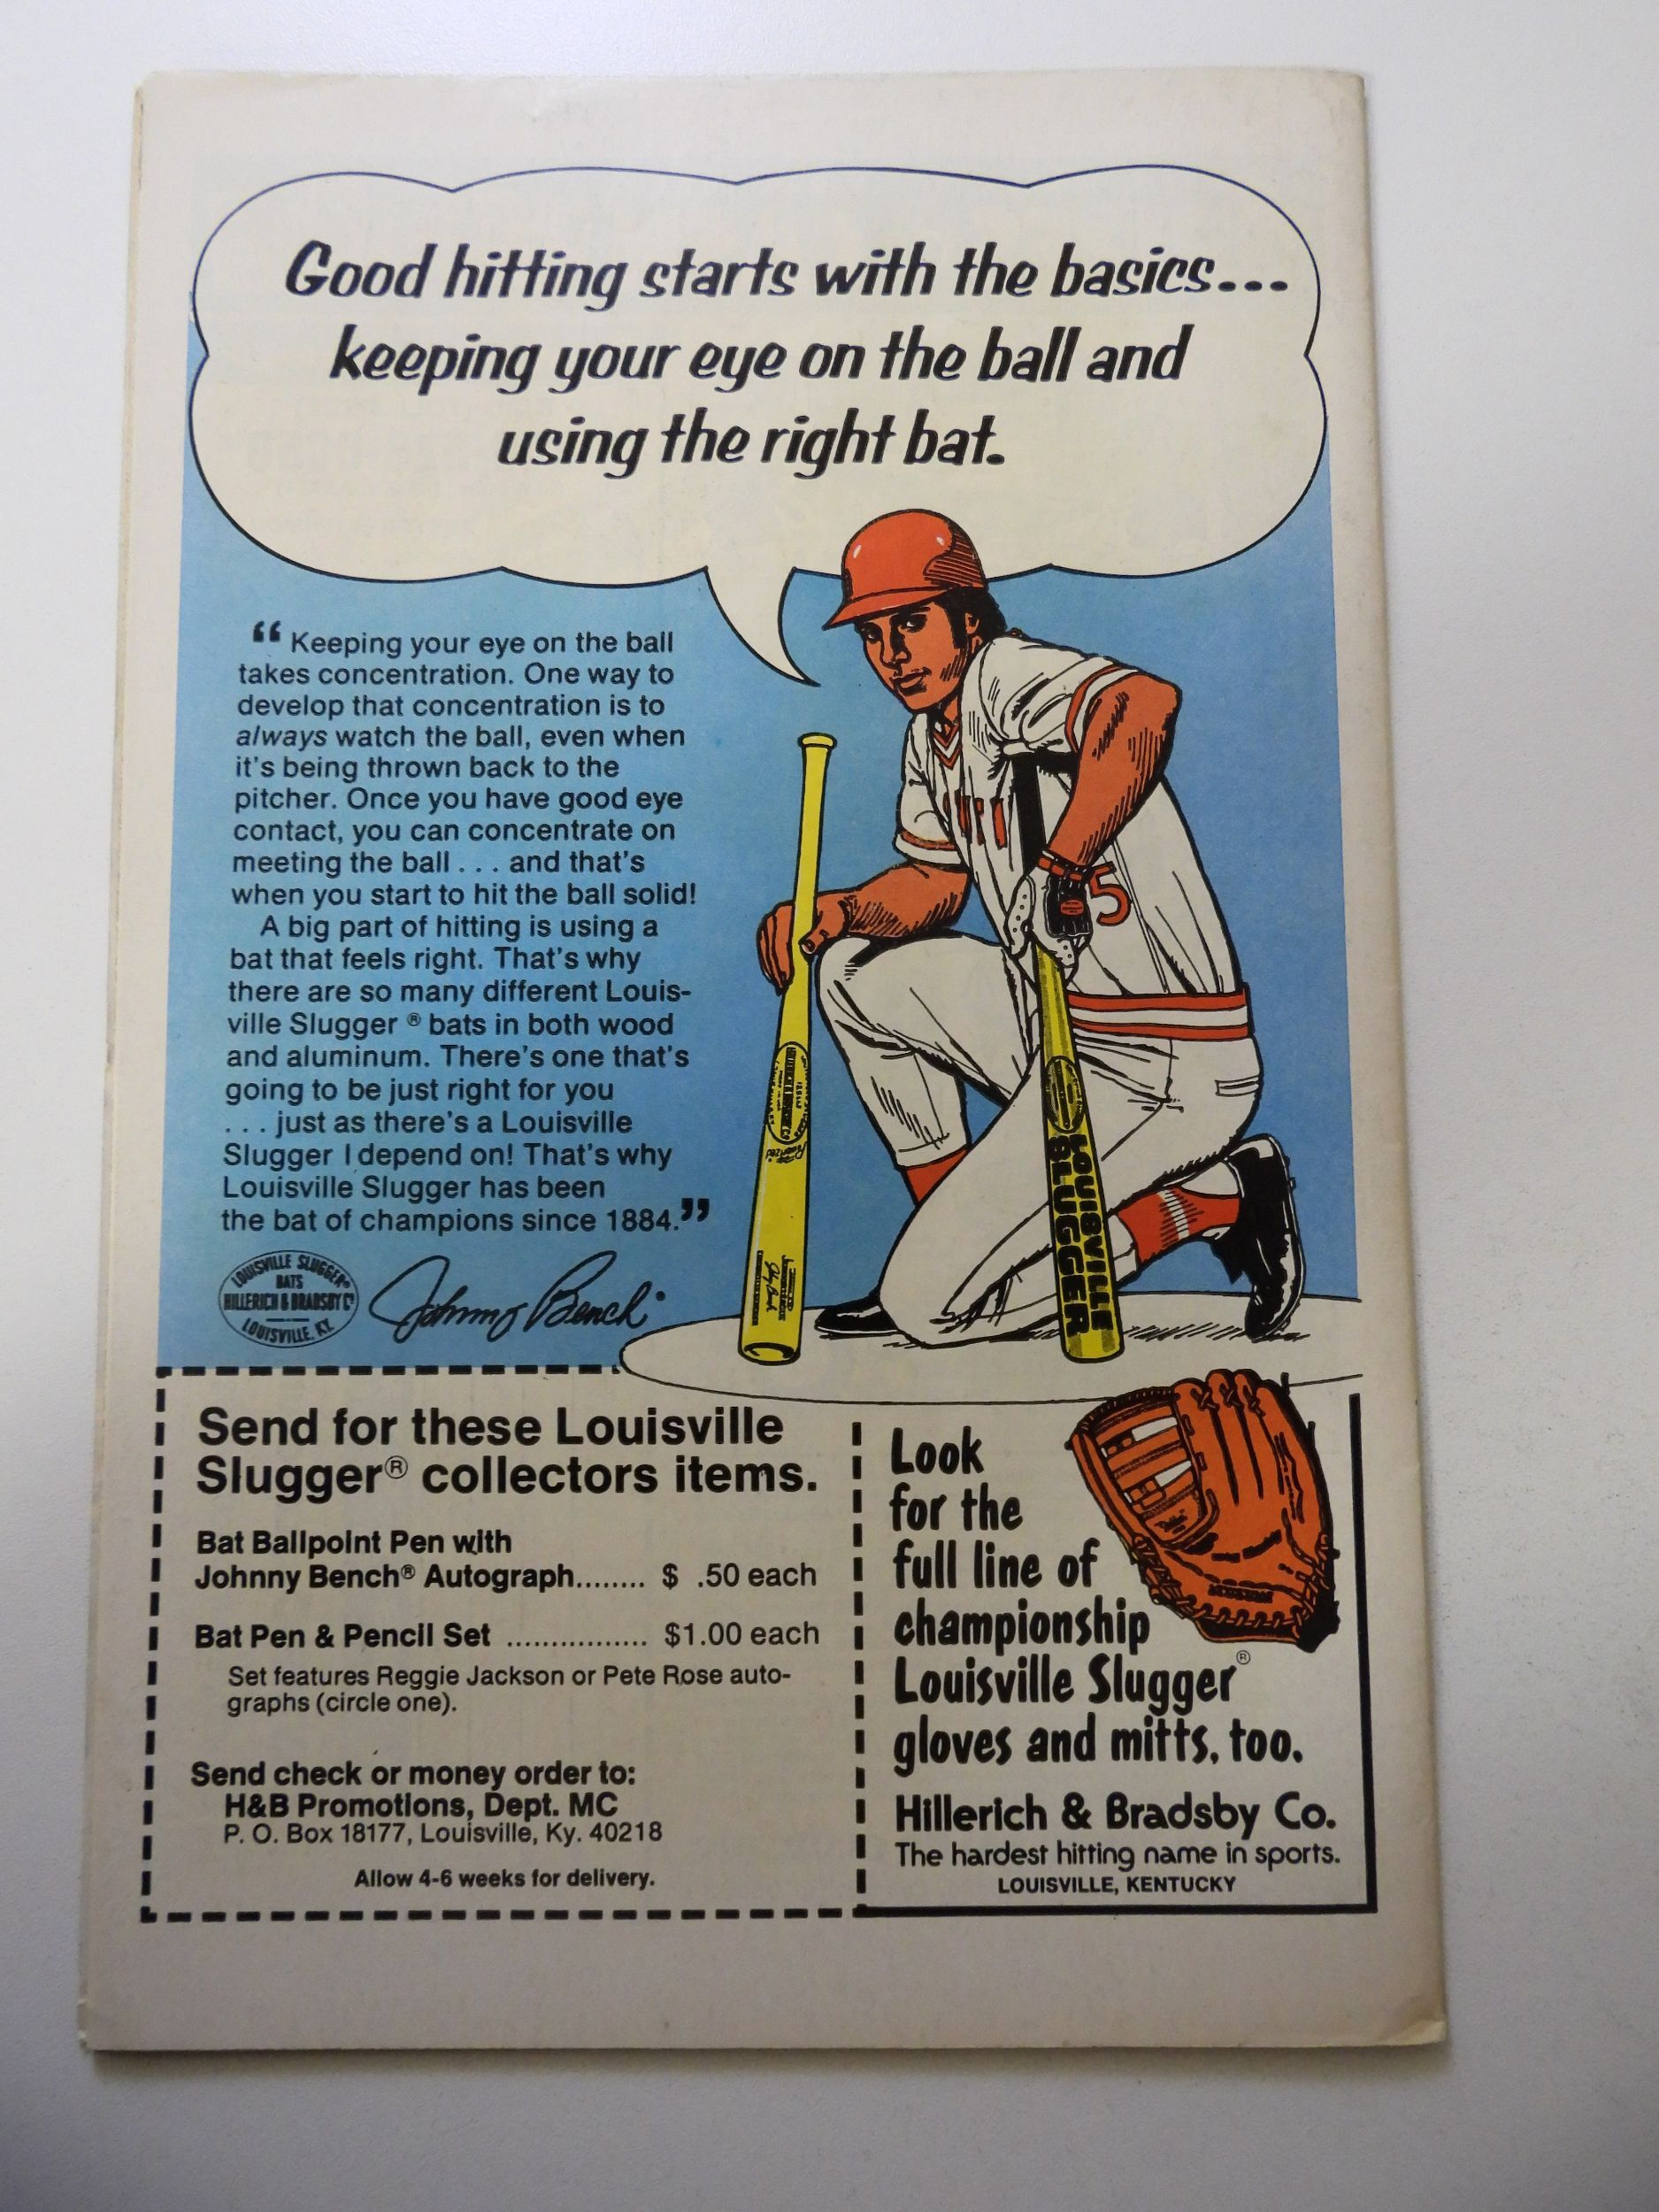 Good hitting starts with the basics...
keeping your eye on the ball and
using the right bat.
“Keeping your eye on the ball
takes concentration. One way to
develop that concentration is to
always watch the ball, even when
it's being thrown back to the
pitcher. Once you have good eye
contact, you can concentrate on
meeting the ball . . . and that's
when you start to hit the ball solid!
A big part of hitting is using a
bat that feels right. That's why
there are so many different Louis-
ville Slugger ® bats in both wood
and aluminum. There's one that's
going to be just right for you
. . . just as there's a Louisville
Slugger I depend on! That's why
Louisville Slugger has been
the bat of champions since 1884.”
LOUISVILLE SLUGGER
BATS
HILLERICH & BRADSBY Cº
LOUISVILLE, KY.
Johnny Bench
5
LOUISVILLE
SLUGGER
Send for these Louisville
Slugger® collectors items.
Bat Ballpoint Pen with
Johnny Bench® Autograph........ $ .50 each
Bat Pen & Pencil Set ................ $1.00 each
Set features Reggie Jackson or Pete Rose auto-
graphs (circle one).
Send check or money order to:
H&B Promotions, Dept. MC
P. O. Box 18177, Louisville, Ky. 40218
Allow 4-6 weeks for delivery.
Look
for the
full line of
championship
Louisville Slugger®
gloves and mitts, too.
Hillerich & Bradsby Co.
The hardest hitting name in sports.
LOUISVILLE, KENTUCKY